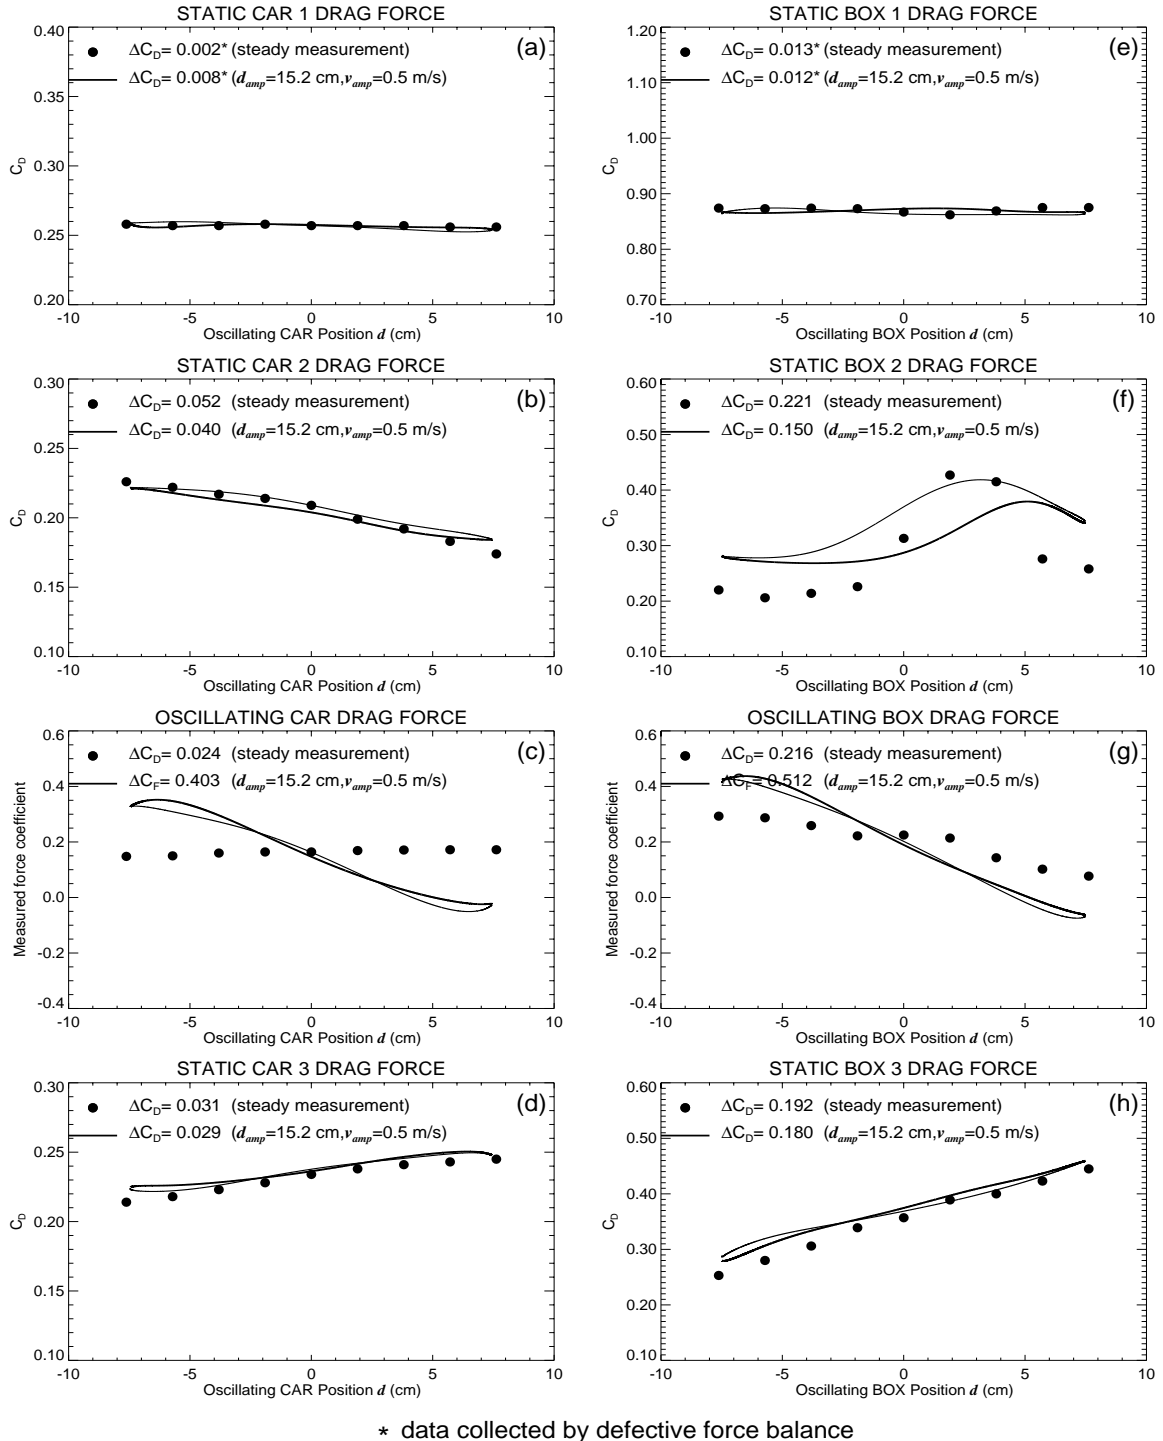 STATIC CAR 1 DRAG FORCE
0.40
(a)
ΔC_D= 0.002* (steady measurement)
ΔC_D= 0.008* (d_amp=15.2 cm,v_amp=0.5 m/s)
0.35
C_D 0.30
0.25
0.20
-10 -5 0 5 10
Oscillating CAR Position d (cm)
STATIC BOX 1 DRAG FORCE
1.20
(e)
ΔC_D= 0.013* (steady measurement)
ΔC_D= 0.012* (d_amp=15.2 cm,v_amp=0.5 m/s)
1.10
C_D 1.00
0.90
0.80
0.70
-10 -5 0 5 10
Oscillating BOX Position d (cm)
STATIC CAR 2 DRAG FORCE
0.30
(b)
ΔC_D= 0.052 (steady measurement)
ΔC_D= 0.040 (d_amp=15.2 cm,v_amp=0.5 m/s)
0.25
C_D 0.20
0.15
0.10
-10 -5 0 5 10
Oscillating CAR Position d (cm)
STATIC BOX 2 DRAG FORCE
0.60
(f)
ΔC_D= 0.221 (steady measurement)
ΔC_D= 0.150 (d_amp=15.2 cm,v_amp=0.5 m/s)
0.50
0.40
C_D
0.30
0.20
0.10
-10 -5 0 5 10
Oscillating BOX Position d (cm)
OSCILLATING CAR DRAG FORCE
0.6
(c)
ΔC_D= 0.024 (steady measurement)
ΔC_F= 0.403 (d_amp=15.2 cm,v_amp=0.5 m/s)
0.4
0.2
Measured force coefficient
0.0
-0.2
-0.4
-10 -5 0 5 10
Oscillating CAR Position d (cm)
OSCILLATING BOX DRAG FORCE
0.6
(g)
ΔC_D= 0.216 (steady measurement)
ΔC_F= 0.512 (d_amp=15.2 cm,v_amp=0.5 m/s)
0.4
0.2
Measured force coefficient
0.0
-0.2
-0.4
-10 -5 0 5 10
Oscillating BOX Position d (cm)
STATIC CAR 3 DRAG FORCE
0.30
(d)
ΔC_D= 0.031 (steady measurement)
ΔC_D= 0.029 (d_amp=15.2 cm,v_amp=0.5 m/s)
0.25
C_D 0.20
0.15
0.10
-10 -5 0 5 10
Oscillating CAR Position d (cm)
STATIC BOX 3 DRAG FORCE
0.60
(h)
ΔC_D= 0.192 (steady measurement)
ΔC_D= 0.180 (d_amp=15.2 cm,v_amp=0.5 m/s)
0.50
0.40
C_D
0.30
0.20
0.10
-10 -5 0 5 10
Oscillating BOX Position d (cm)
* data collected by defective force balance